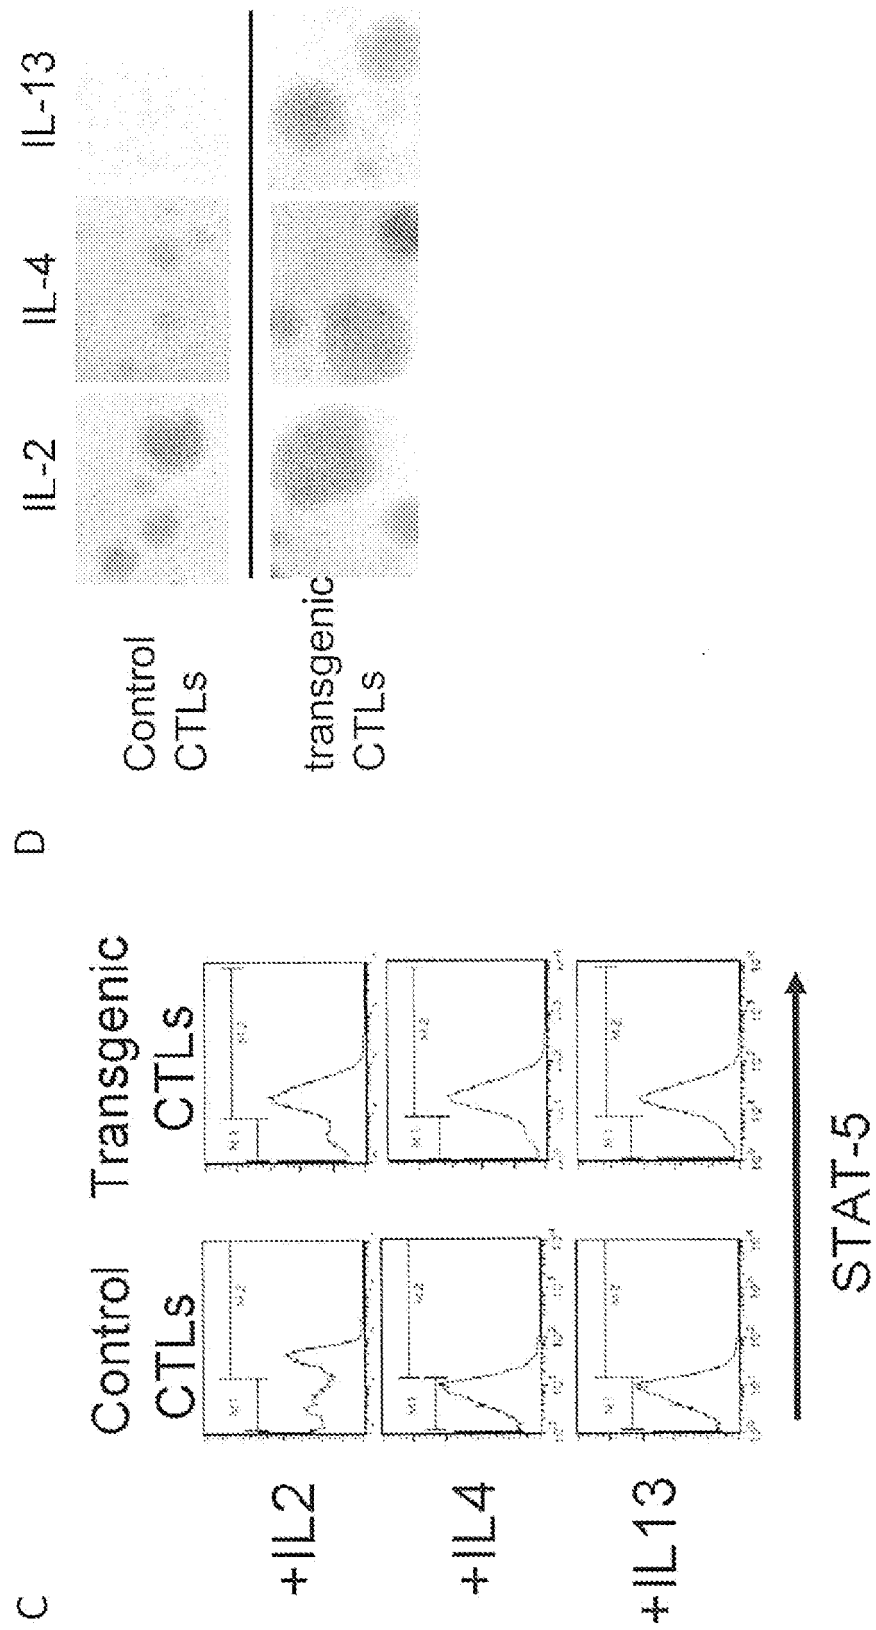 C
Control
CTLs
Transgenic
CTLs
+IL2
+IL4
+IL13
STAT-5
D
IL-2
IL-4
IL-13
Control
CTLs
transgenic
CTLs